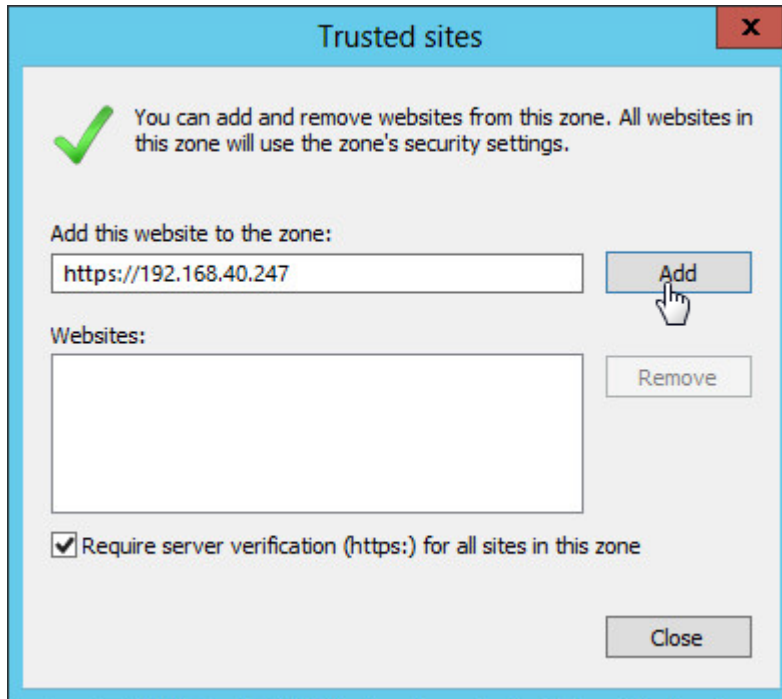 Trusted sites
x
You can add and remove websites from this zone. All websites in
this zone will use the zone's security settings.
Add this website to the zone:
https://192.168.40.247
Add
Websites:
Remove
Require server verification (https:) for all sites in this zone
Close